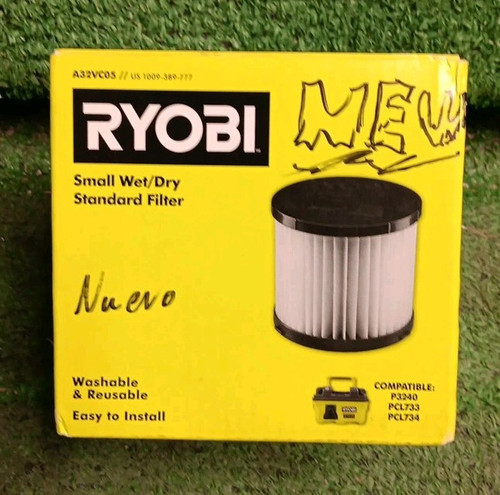 A32VC05 // US 1009-389-777
NEW
RYOBI
Small Wet/Dry
Standard Filter
Nuevo
Washable
& Reusable
Easy to Install
RYOBI
COMPATIBLE:
P3240
PCL733
PCL734